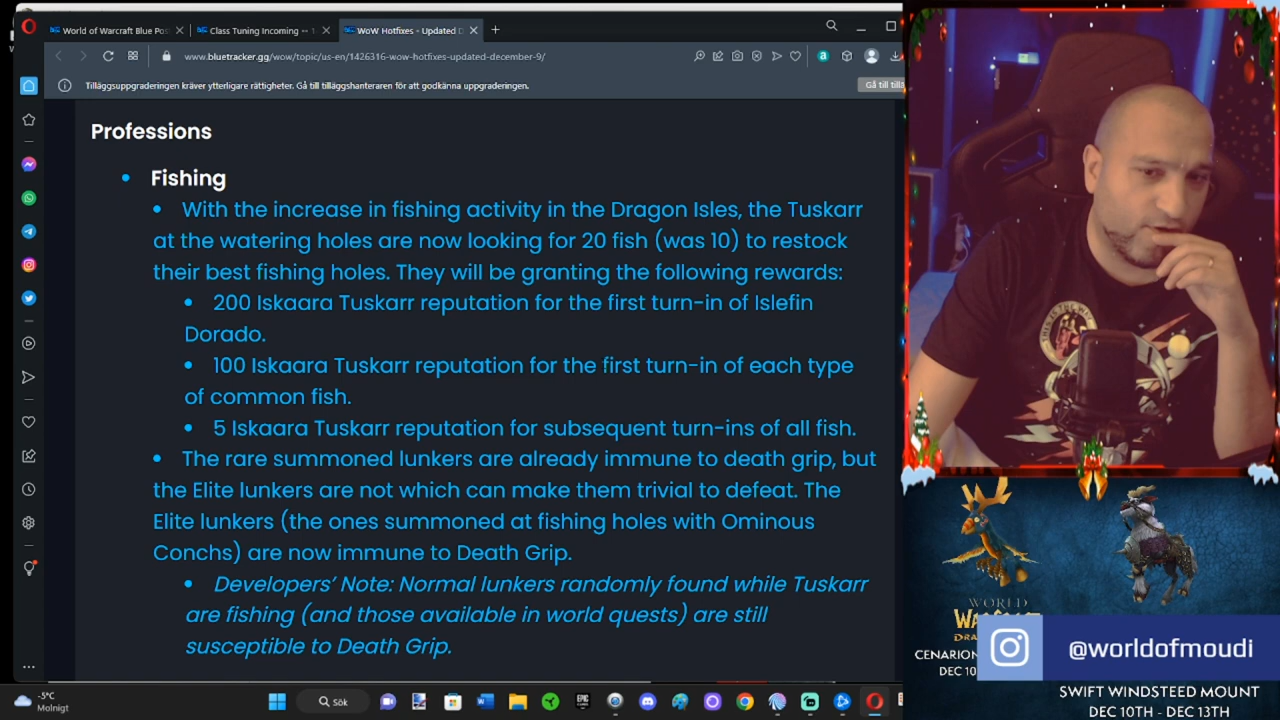 World of Warcraft Blue Pos
Class Tuning Incoming -- 1
WoW Hotfixes - Updated D
www.bluetracker.gg/wow/topic/us-en/1426316-wow-hotfixes-updated-december-9/
Tilläggsuppgraderingen kräver ytterligare rättigheter. Gå till tilläggshanteraren för att godkänna uppgraderingen.
Gå till tillä
Professions
Fishing
With the increase in fishing activity in the Dragon Isles, the Tuskarr
at the watering holes are now looking for 20 fish (was 10) to restock
their best fishing holes. They will be granting the following rewards:
200 Iskaara Tuskarr reputation for the first turn-in of Islefin
Dorado.
100 Iskaara Tuskarr reputation for the first turn-in of each type
of common fish.
5 Iskaara Tuskarr reputation for subsequent turn-ins of all fish.
The rare summoned lunkers are already immune to death grip, but
the Elite lunkers are not which can make them trivial to defeat. The
Elite lunkers (the ones summoned at fishing holes with Ominous
Conchs) are now immune to Death Grip.
Developers' Note: Normal lunkers randomly found while Tuskarr
are fishing (and those available in world quests) are still
susceptible to Death Grip.
WORLD
DRA
CENARION
DEC 10
@worldofmoudi
SWIFT WINDSTEED MOUNT
DEC 10TH - DEC 13TH
-5°C
Molnigt
Sök